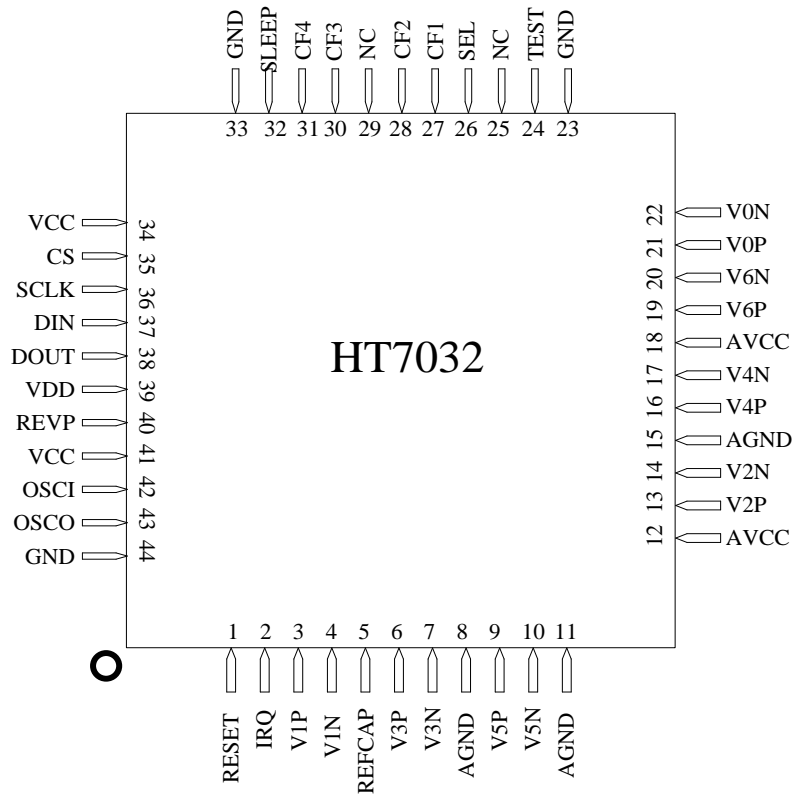 GND SLEEP CF4 CF3 NC CF2 CF1 SEL NC TEST GND
33 32 31 30 29 28 27 26 25 24 23
VCC 34
CS 35
SCLK 36
DIN 37
DOUT 38
VDD 39
REVP 40
VCC 41
OSCI 42
OSCO 43
GND 44
HT7032
22 V0N
21 V0P
20 V6N
19 V6P
18 AVCC
17 V4N
16 V4P
15 AGND
14 V2N
13 V2P
12 AVCC
1 2 3 4 5 6 7 8 9 10 11
RESET IRQ V1P V1N REFCAP V3P V3N AGND V5P V5N AGND